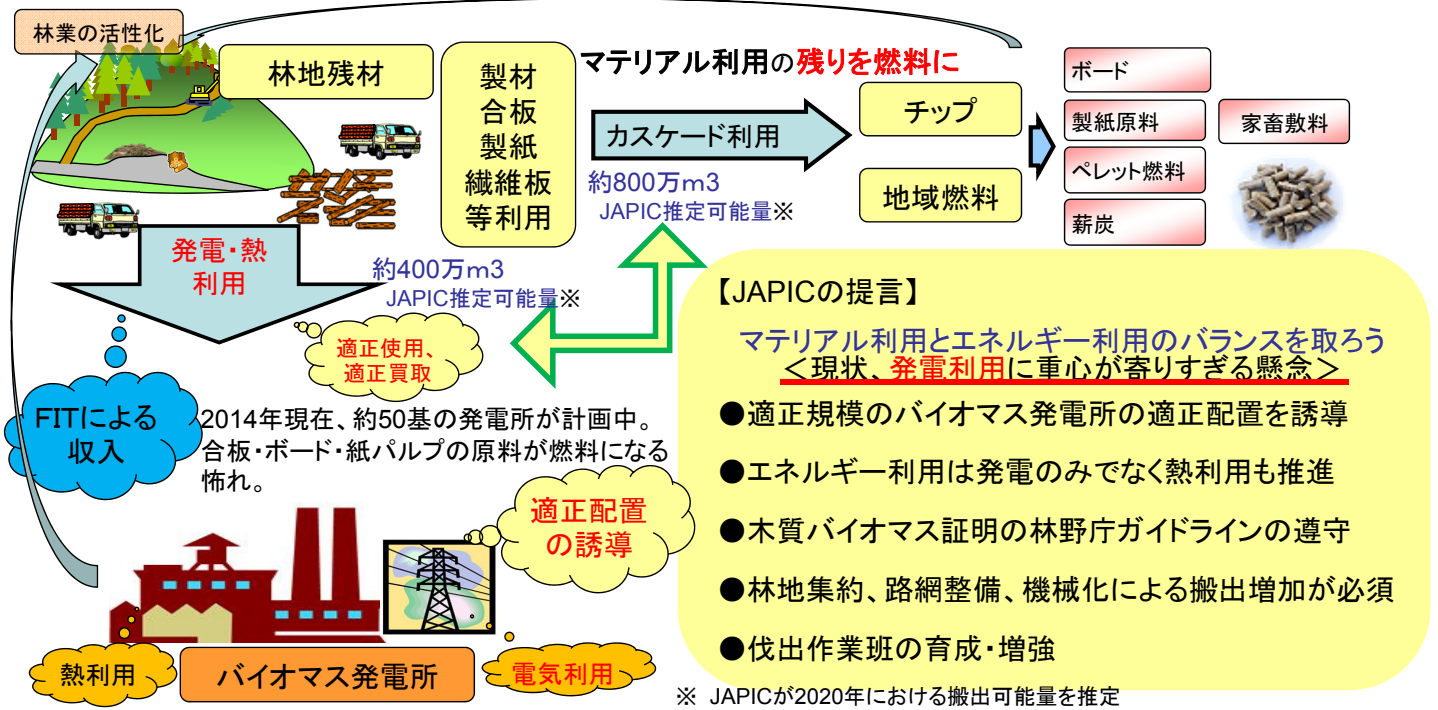 林業の活性化
林地残材
製材
合板
製紙
繊維板
等利用
マテリアル利用の残りを燃料に
カスケード利用
約800万m3
JAPIC推定可能量※
チップ
地域燃料
ボード
製紙原料
家畜敷料
ペレット燃料
薪炭
発電・熱
利用
約400万m3
JAPIC推定可能量※
適正使用、
適正買取
FITによる
収入
2014年現在、約50基の発電所が計画中。
合板・ボード・紙パルプの原料が燃料になる
怖れ。
適正配置
の誘導
熱利用
バイオマス発電所
電気利用
【JAPICの提言】
マテリアル利用とエネルギー利用のバランスを取ろう
＜現状、発電利用に重心が寄りすぎる懸念＞
●適正規模のバイオマス発電所の適正配置を誘導
●エネルギー利用は発電のみでなく熱利用も推進
●木質バイオマス証明の林野庁ガイドラインの遵守
●林地集約、路網整備、機械化による搬出増加が必須
●伐出作業班の育成・増強
※ JAPICが2020年における搬出可能量を推定